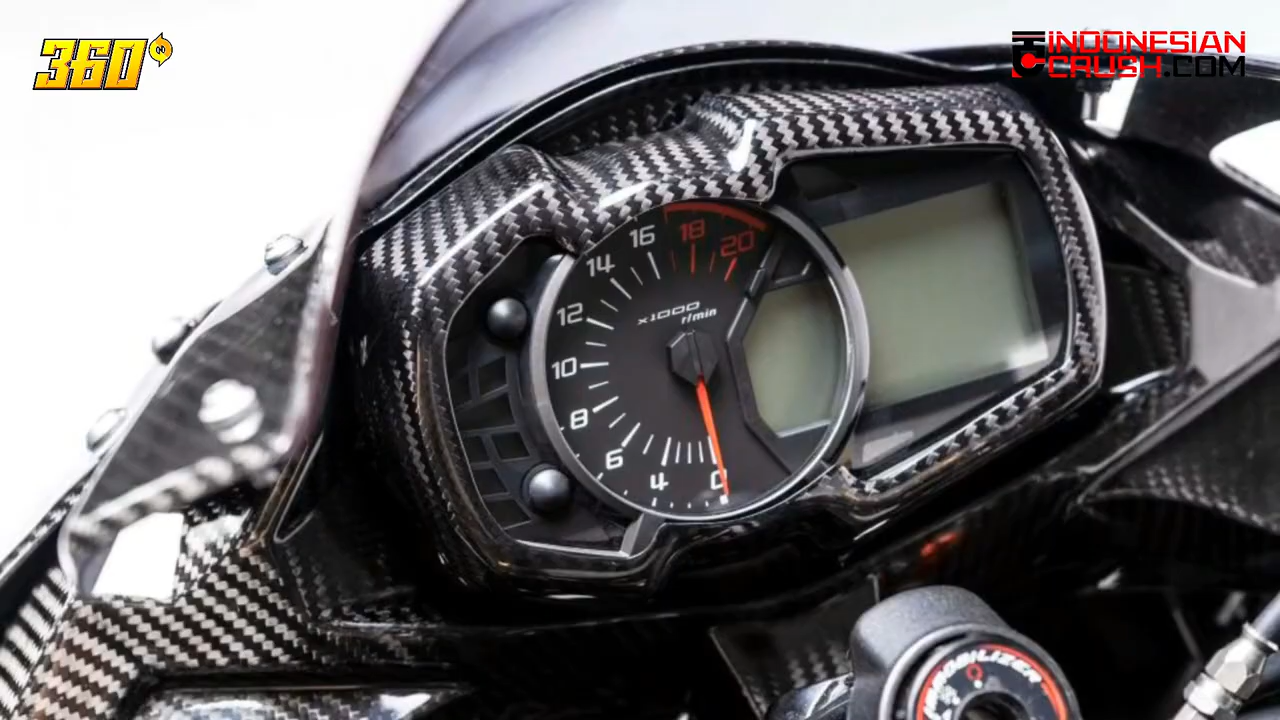 360°
N
INDONESIAN
CRUSH.COM
16
18
20
14
x1000
r/min
12
10
8
6
4
0
IMMOBILIZER